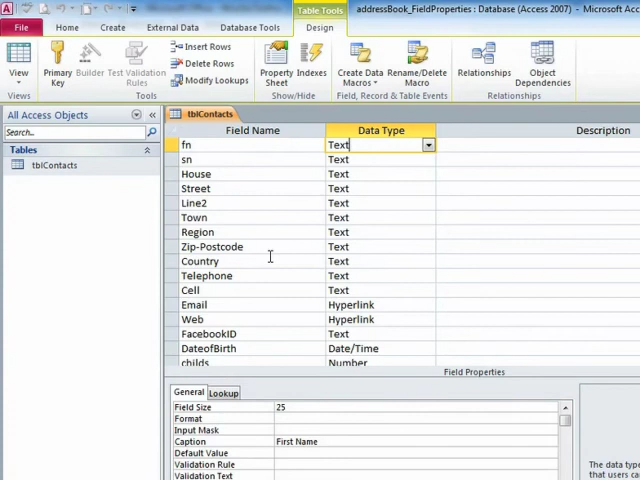 Table Tools
addressBook_FieldProperties : Database (Access 2007) - Microsoft Acces
File
Home
Create
External Data
Database Tools
Design
View
Primary Key
Builder
Test Validation Rules
Insert Rows
Delete Rows
Modify Lookups
Property Sheet
Indexes
Create Data Macros
Rename/Delete Macro
Relationships
Object Dependencies
Views
Tools
Show/Hide
Field, Record & Table Events
Relationships
All Access Objects
tblContacts
Search...
Tables
tblContacts
Field Name Data Type Description
fn Text
sn Text
House Text
Street Text
Line2 Text
Town Text
Region Text
Zip-Postcode Text
Country Text
Telephone Text
Cell Text
Email Hyperlink
Web Hyperlink
FacebookID Text
DateofBirth Date/Time
childs Number
Field Properties
General Lookup
Field Size 25
Format
Input Mask
Caption First Name
Default Value
Validation Rule
Validation Text
The data type
that users ca